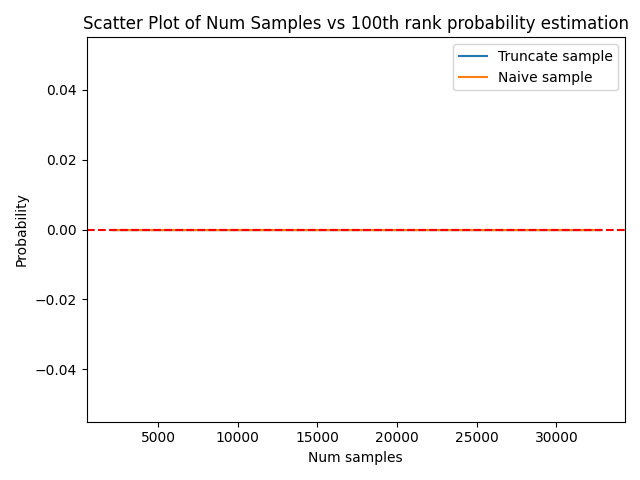 Scatter Plot of Num Samples vs 100th rank probability estimation
Truncate sample
Naive sample
0.04
0.02
0.00
−0.02
−0.04
Probability
5000 10000 15000 20000 25000 30000
Num samples